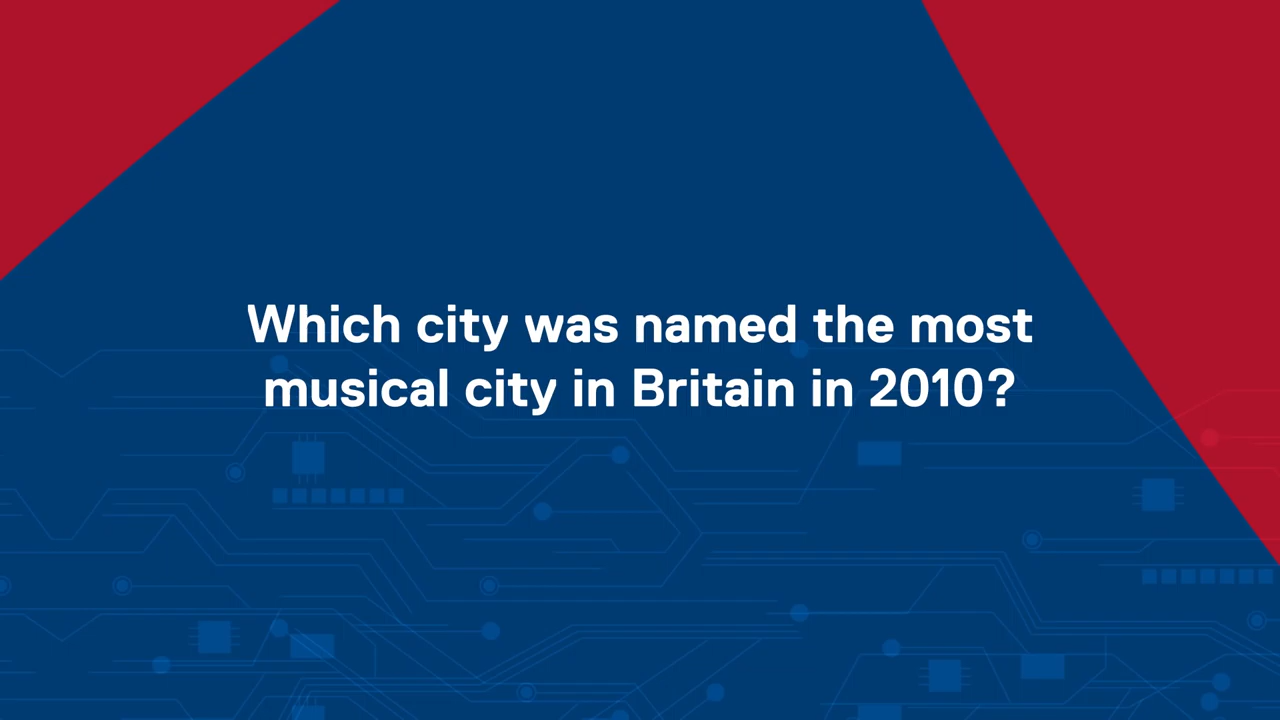 Which city was named the most
musical city in Britain in 2010?